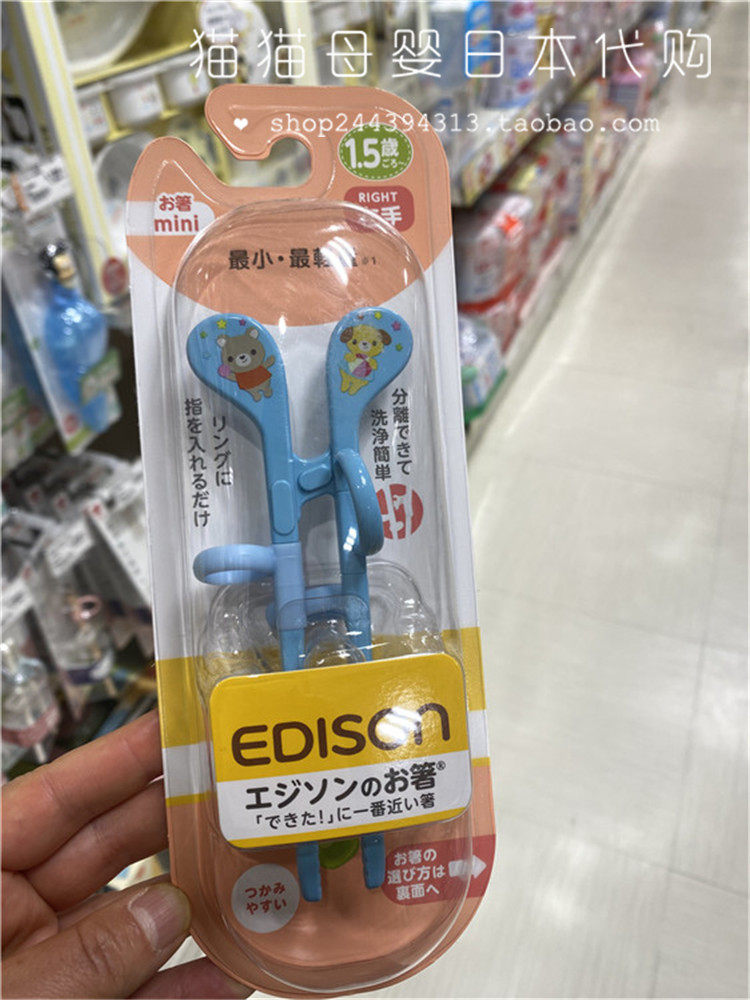 猫猫母婴日本代购
❤ shop244394313.taobao.com
1.5歳
ごろ~
お箸
mini
RIGHT
手
最小・最軽
※1
リングに
指を入れるだけ
分離できて
洗浄簡単
EDISON
エジソンのお箸®
「できた!」に一番近い箸
つかみ
やすい
お箸の
選び方は
裏面へ